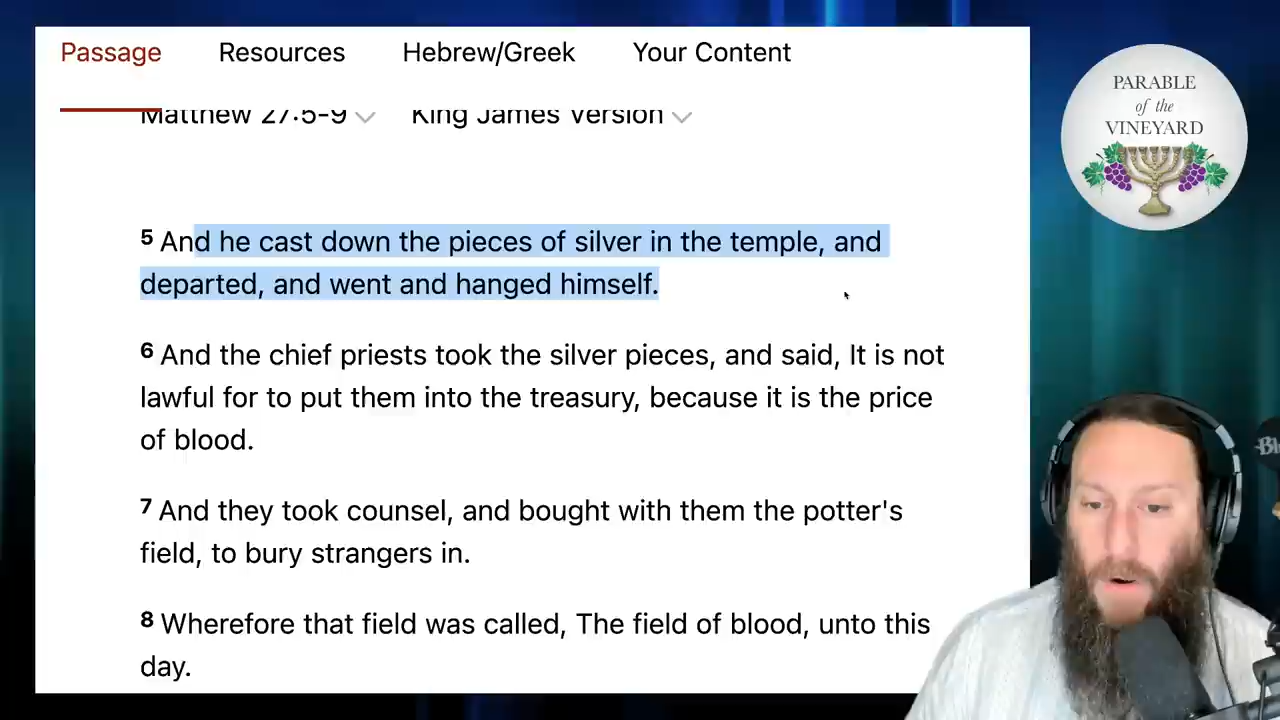 Passage Resources Hebrew/Greek Your Content
Matthew 27:5-9 King James Version
5 And he cast down the pieces of silver in the temple, and
departed, and went and hanged himself.
6 And the chief priests took the silver pieces, and said, It is not
lawful for to put them into the treasury, because it is the price
of blood.
7 And they took counsel, and bought with them the potter's
field, to bury strangers in.
8 Wherefore that field was called, The field of blood, unto this
day.
PARABLE
of the
VINEYARD